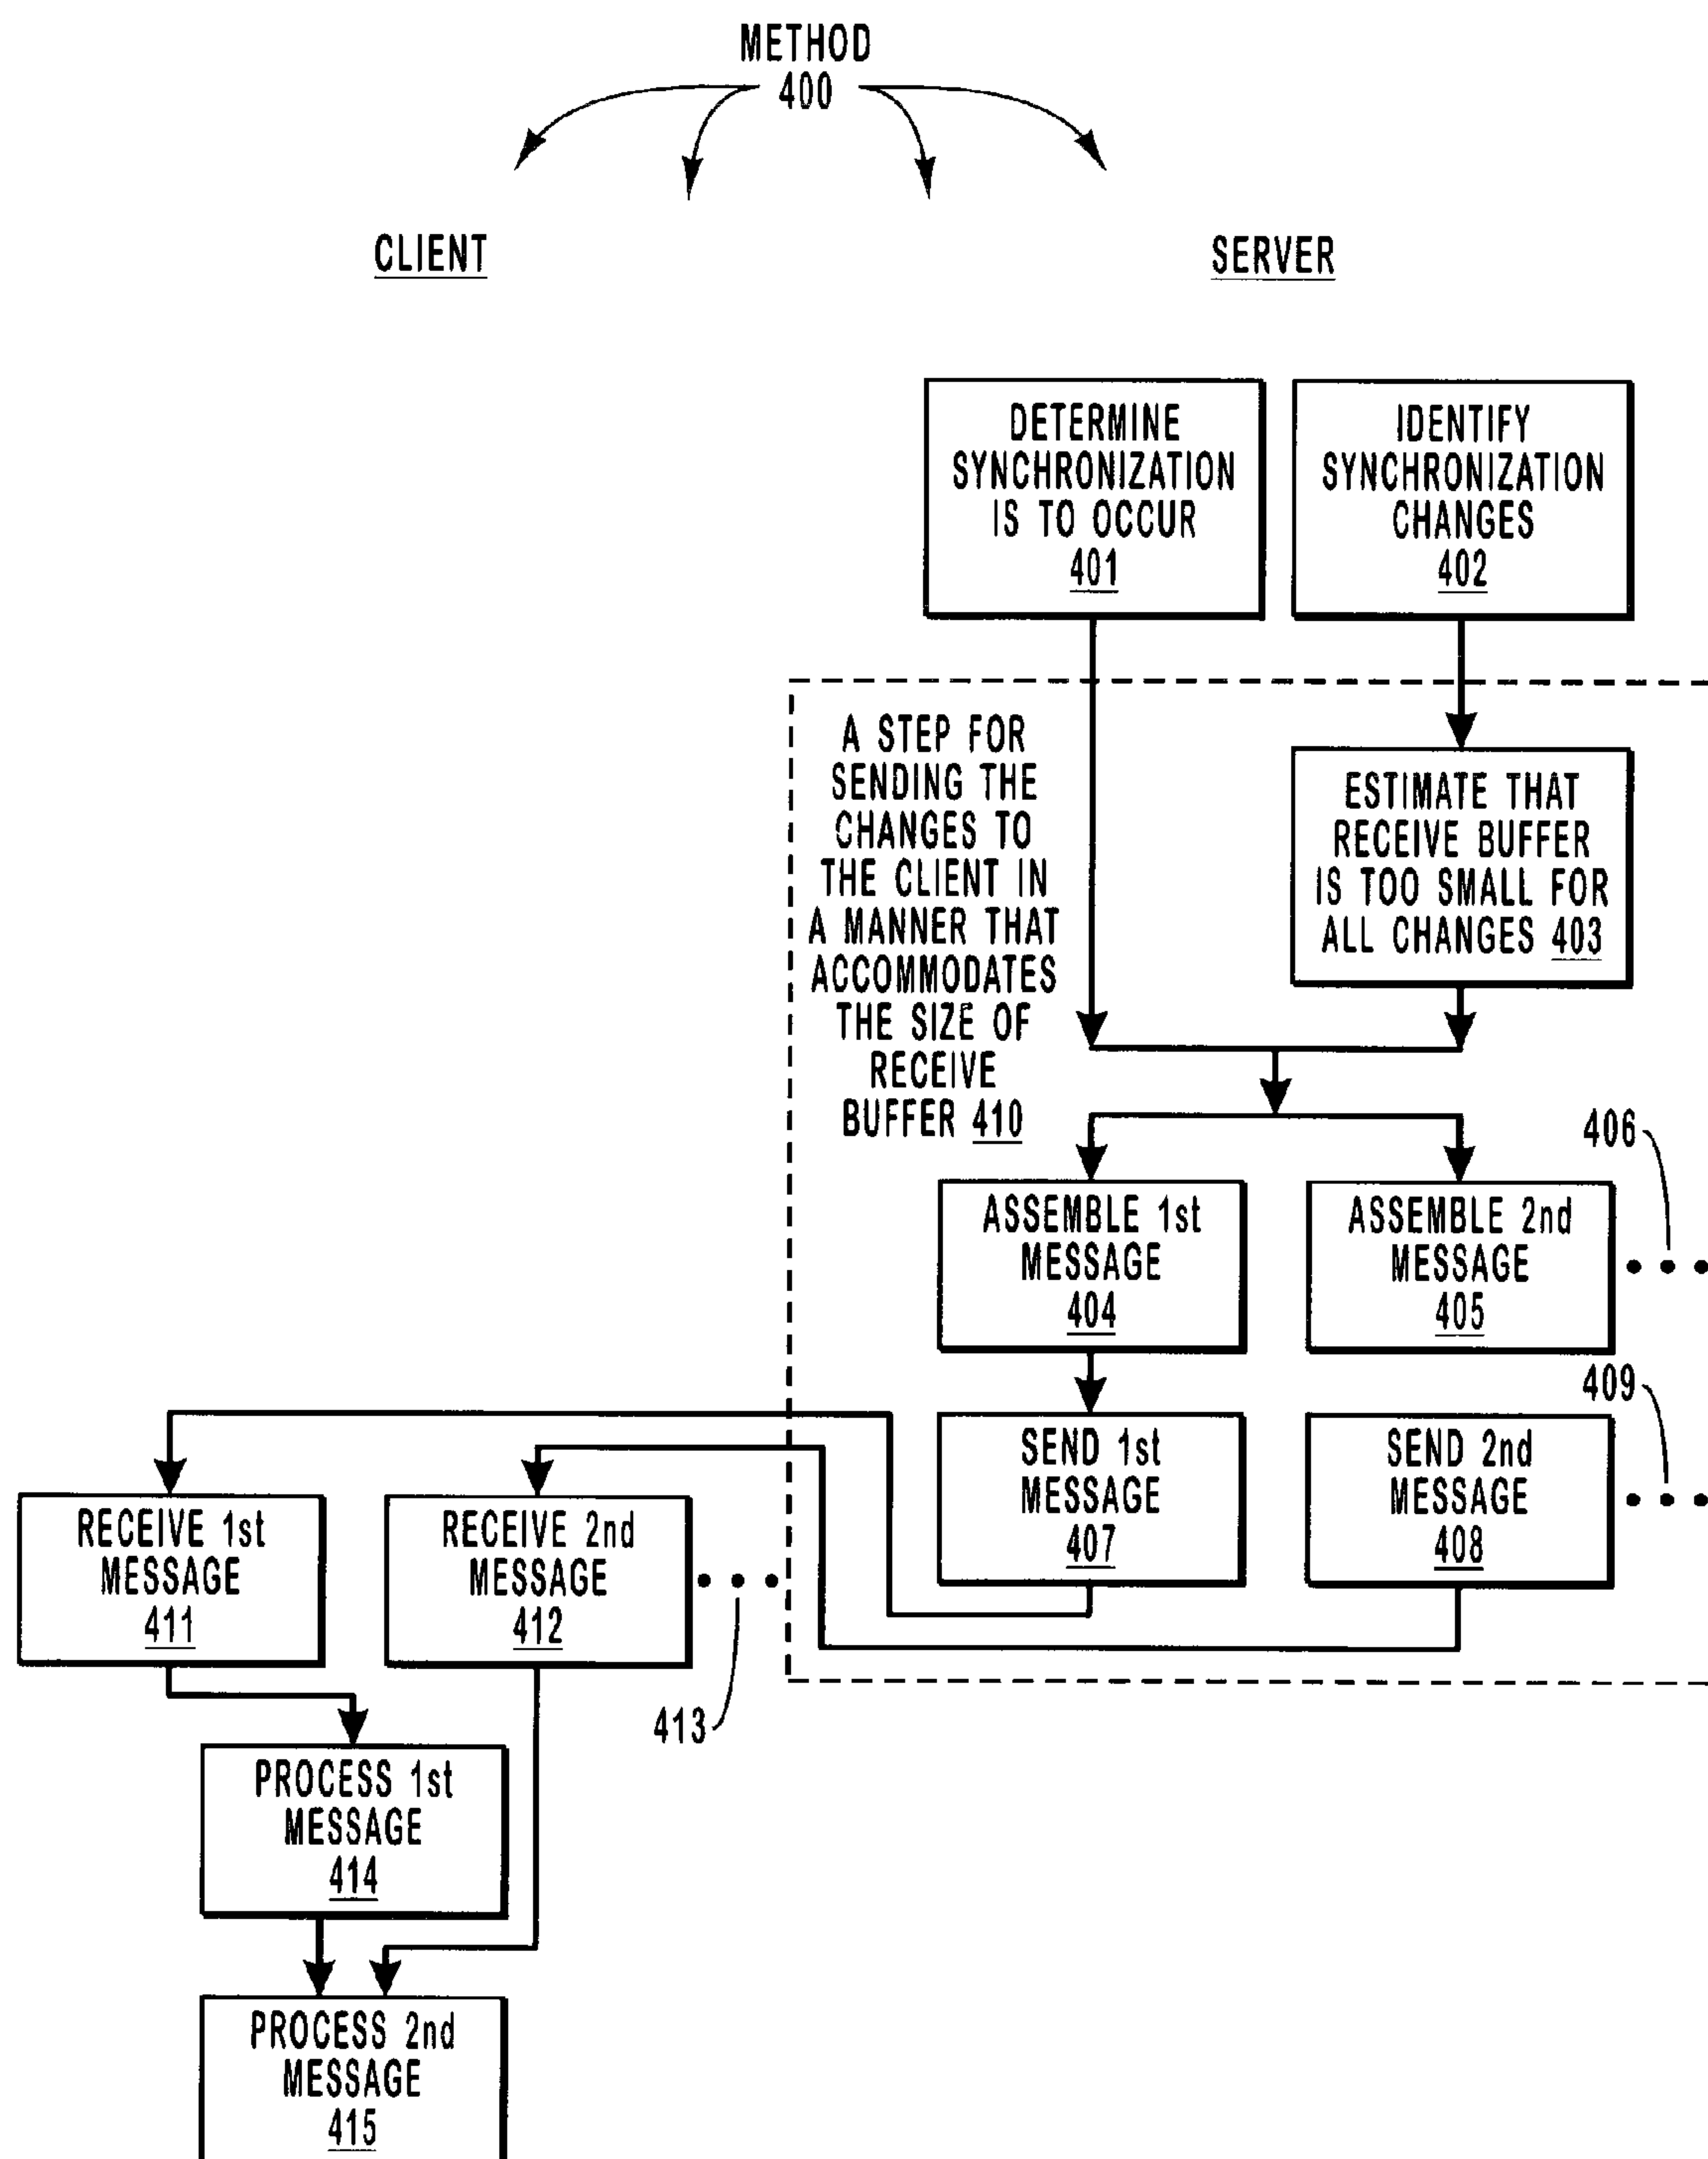 METHOD
400
CLIENT
SERVER
DETERMINE
SYNCHRONIZATION
IS TO OCCUR
401
IDENTIFY
SYNCHRONIZATION
CHANGES
402
A STEP FOR
SENDING THE
CHANGES TO
THE CLIENT IN
A MANNER THAT
ACCOMMODATES
THE SIZE OF
RECEIVE
BUFFER 410
ESTIMATE THAT
RECEIVE BUFFER
IS TOO SMALL FOR
ALL CHANGES 403
406
ASSEMBLE 1st
MESSAGE
404
ASSEMBLE 2nd
MESSAGE
405
409
SEND 1st
MESSAGE
407
SEND 2nd
MESSAGE
408
RECEIVE 1st
MESSAGE
411
RECEIVE 2nd
MESSAGE
412
413
PROCESS 1st
MESSAGE
414
PROCESS 2nd
MESSAGE
415